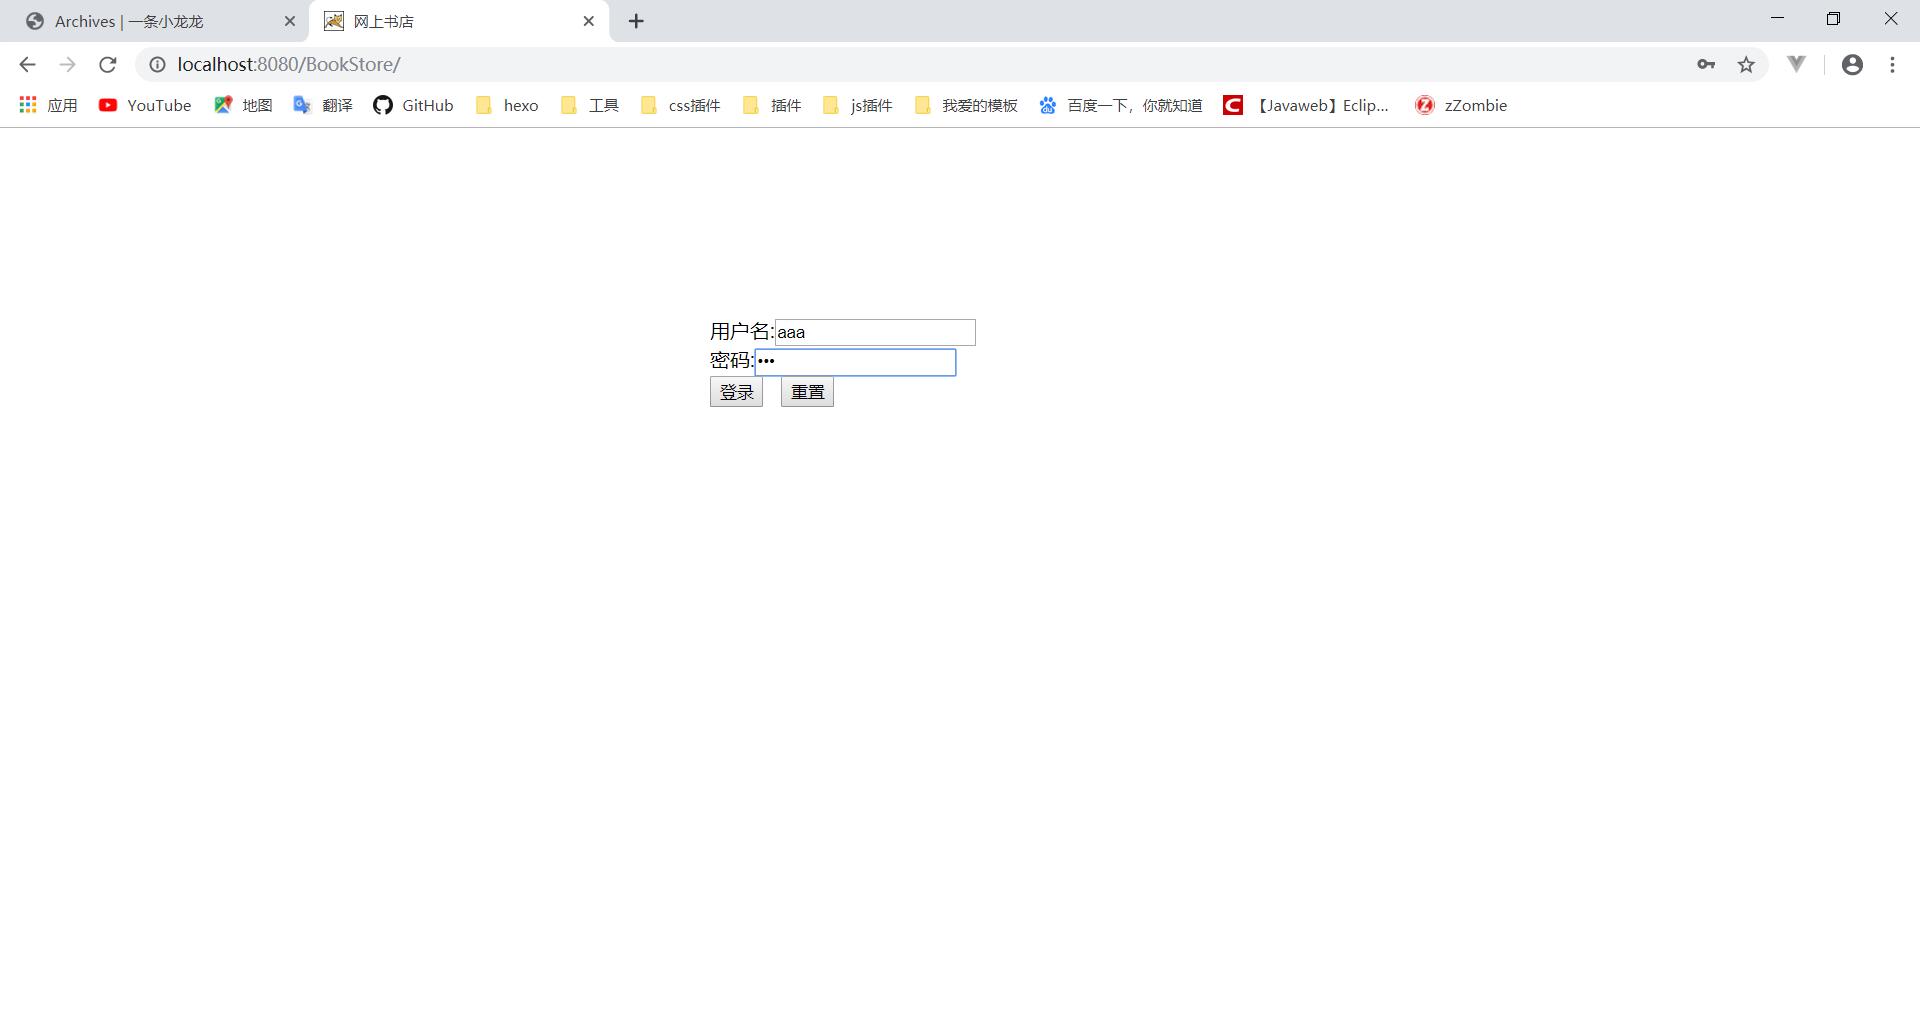 Archives | 一条小龙龙
网上书店
localhost:8080/BookStore/
应用 YouTube 地图 翻译 GitHub hexo 工具 css插件 插件 js插件 我爱的模板 百度一下，你就知道 【Javaweb】Eclip... zZombie
用户名:aaa
密码:•••
登录 重置